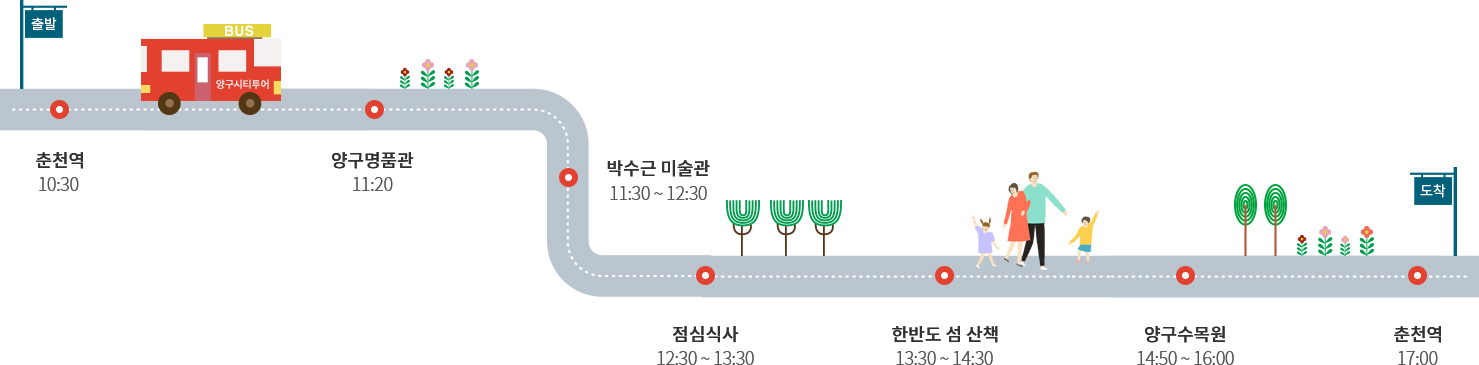 출발
BUS
양구시티투어
춘천역
10:30
양구명품관
11:20
박수근 미술관
11:30 ~ 12:30
점심식사
12:30 ~ 13:30
한반도 섬 산책
13:30 ~ 14:30
양구수목원
14:50 ~ 16:00
도착
춘천역
17:00